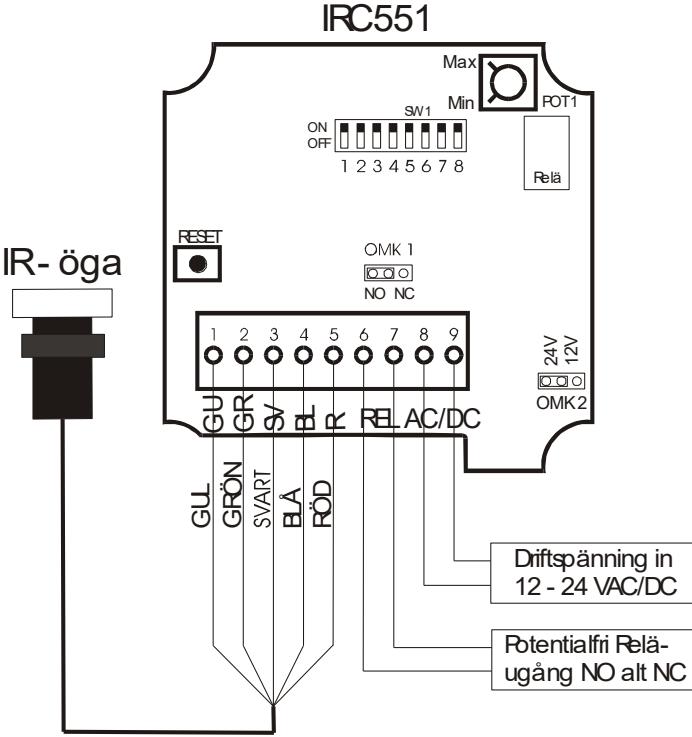 IRC551
Max
Min
POT1
SW1
ON
OFF
1 2 3 4 5 6 7 8
Relä
RESET
IR- öga
OMK 1
NO NC
1 2 3 4 5 6 7 8 9
24V
12V
OMK2
GU GR SV BL R REL AC/DC
GUL
GRÖN
SVART
BLÅ
RÖD
Driftspänning in
12 - 24 VAC/DC
Potentialfri Relä-
ugång NO alt NC